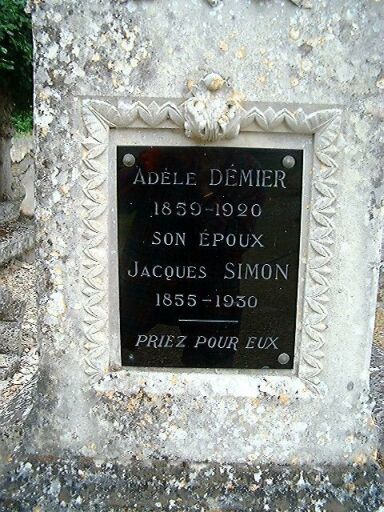 ADÈLE DÉMIER
1859-1920
SON ÉPOUX
JACQUES SIMON
1855-1930
PRIEZ POUR EUX